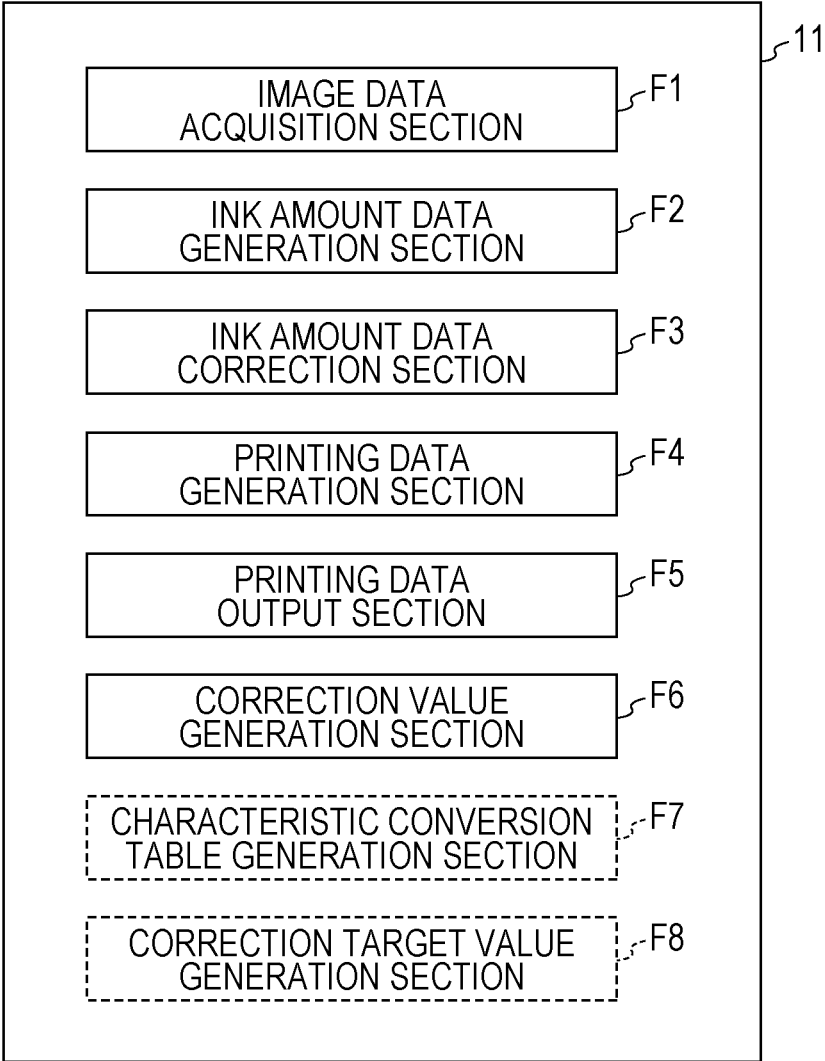 11
IMAGE DATA
ACQUISITION SECTION
F1
INK AMOUNT DATA
GENERATION SECTION
F2
INK AMOUNT DATA
CORRECTION SECTION
F3
PRINTING DATA
GENERATION SECTION
F4
PRINTING DATA
OUTPUT SECTION
F5
CORRECTION VALUE
GENERATION SECTION
F6
CHARACTERISTIC CONVERSION
TABLE GENERATION SECTION
F7
CORRECTION TARGET VALUE
GENERATION SECTION
F8